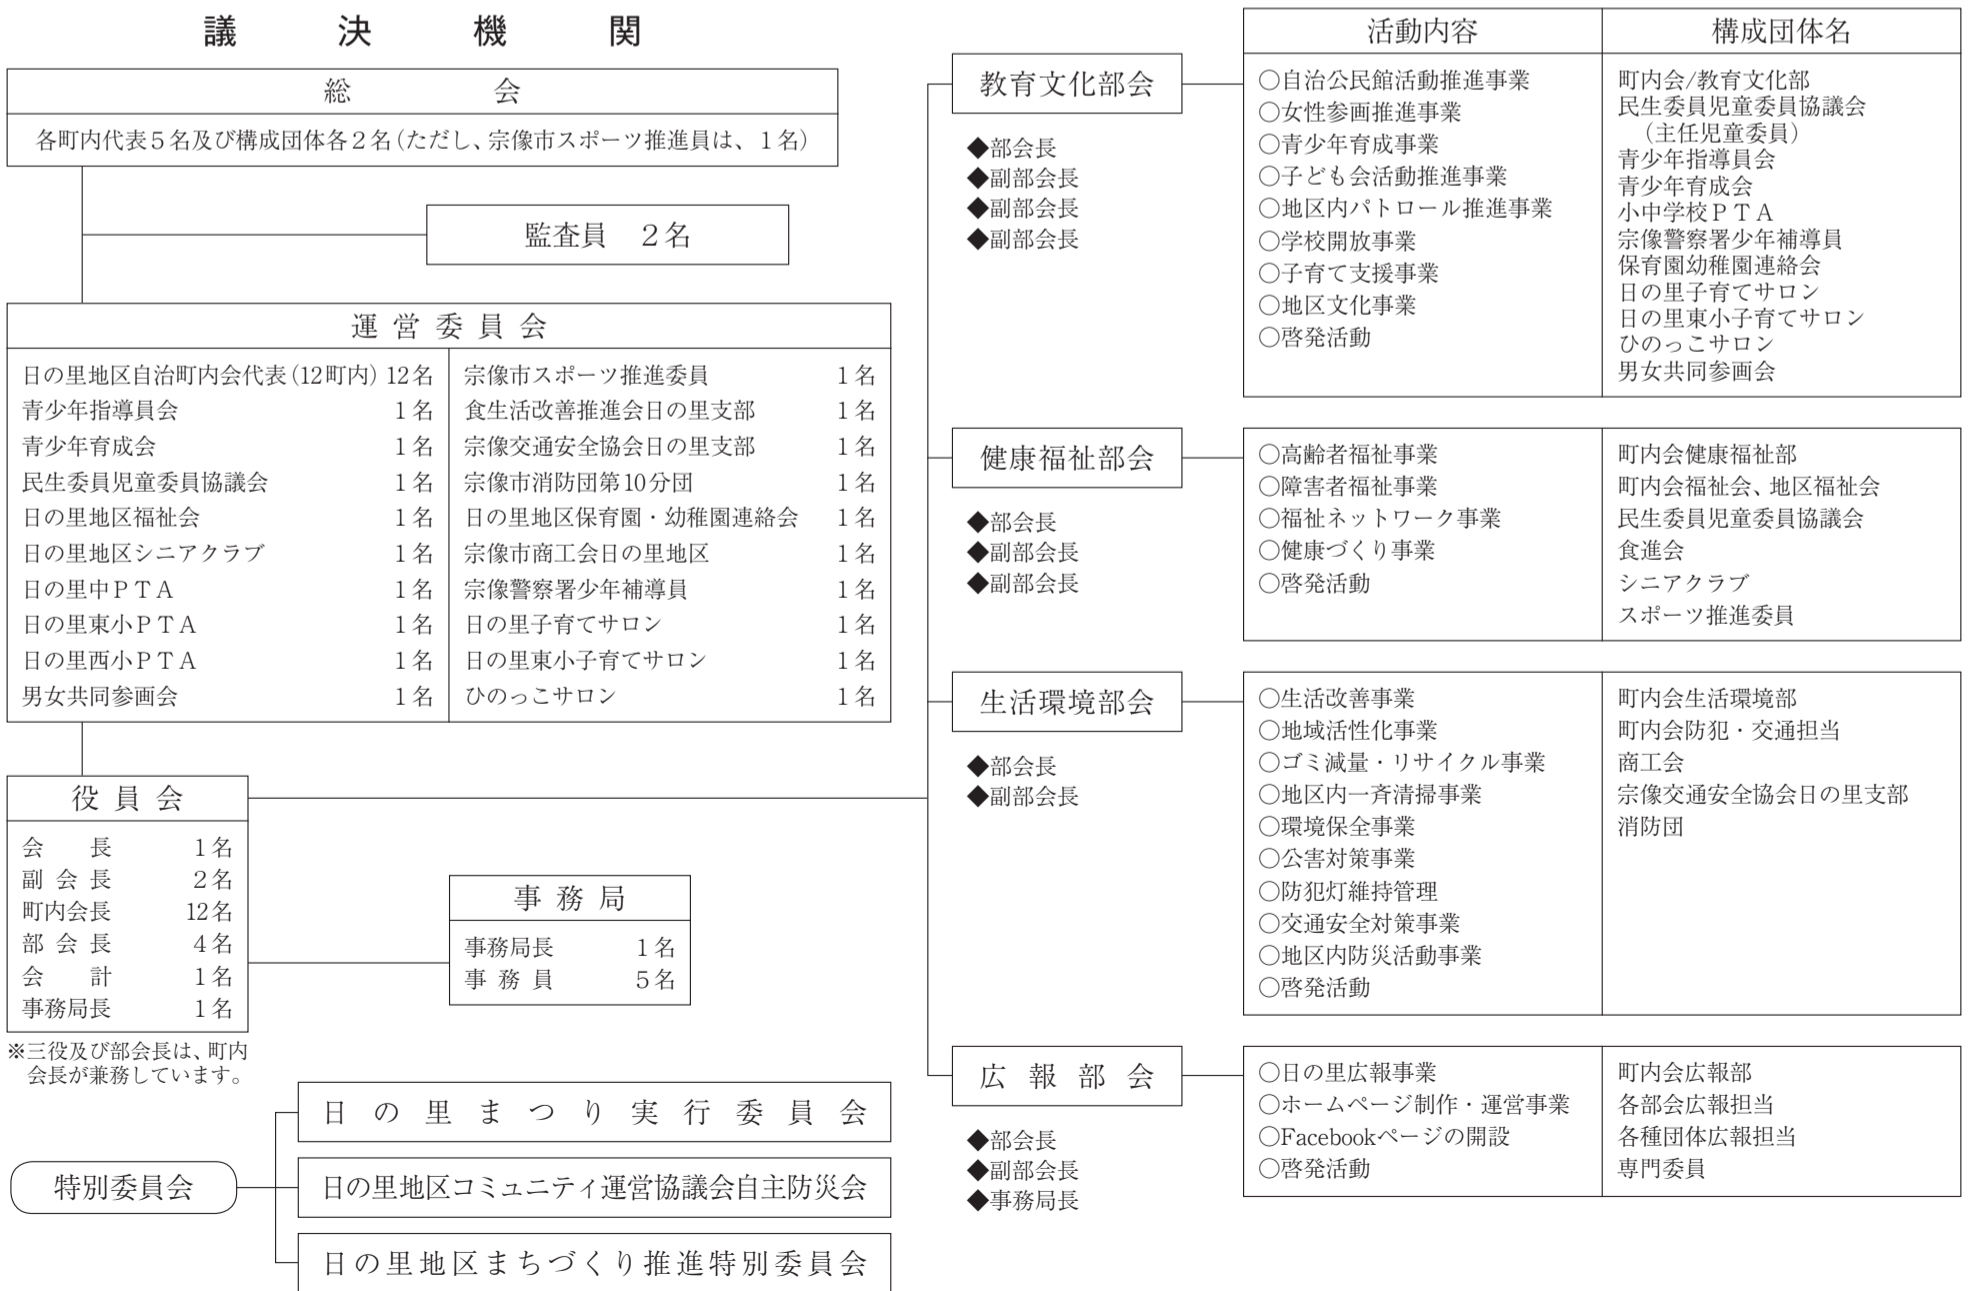 議決機関
総会
各町内代表5名及び構成団体各2名(ただし、宗像市スポーツ推進員は、1名)
監査員 2名
運営委員会
日の里地区自治町内会代表(12町内) 12名
青少年指導員会 1名
青少年育成会 1名
民生委員児童委員協議会 1名
日の里地区福祉会 1名
日の里地区シニアクラブ 1名
日の里中PTA 1名
日の里東小PTA 1名
日の里西小PTA 1名
男女共同参画会 1名
宗像市スポーツ推進委員 1名
食生活改善推進会日の里支部 1名
宗像交通安全協会日の里支部 1名
宗像市消防団第10分団 1名
日の里地区保育園・幼稚園連絡会 1名
宗像市商工会日の里地区 1名
宗像警察署少年補導員 1名
日の里子育てサロン 1名
日の里東小子育てサロン 1名
ひのっこサロン 1名
役員会
会長 1名
副会長 2名
町内会長 12名
部会長 4名
会計 1名
事務局長 1名
※三役及び部会長は、町内
会長が兼務しています。
事務局
事務局長 1名
事務員 5名
特別委員会
日の里まつり実行委員会
日の里地区コミュニティ運営協議会自主防災会
日の里地区まちづくり推進特別委員会
活動内容
構成団体名
教育文化部会
◆部会長
◆副部会長
◆副部会長
◆副部会長
○自治公民館活動推進事業
○女性参画推進事業
○青少年育成事業
○子ども会活動推進事業
○地区内パトロール推進事業
○学校開放事業
○子育て支援事業
○地区文化事業
○啓発活動
町内会/教育文化部
民生委員児童委員協議会
(主任児童委員)
青少年指導員会
青少年育成会
小中学校PTA
宗像警察署少年補導員
保育園幼稚園連絡会
日の里子育てサロン
日の里東小子育てサロン
ひのっこサロン
男女共同参画会
健康福祉部会
◆部会長
◆副部会長
◆副部会長
○高齢者福祉事業
○障害者福祉事業
○福祉ネットワーク事業
○健康づくり事業
○啓発活動
町内会健康福祉部
町内会福祉会、地区福祉会
民生委員児童委員協議会
食進会
シニアクラブ
スポーツ推進委員
生活環境部会
◆部会長
◆副部会長
○生活改善事業
○地域活性化事業
○ゴミ減量・リサイクル事業
○地区内一斉清掃事業
○環境保全事業
○公害対策事業
○防犯灯維持管理
○交通安全対策事業
○地区内防災活動事業
○啓発活動
町内会生活環境部
町内会防犯・交通担当
商工会
宗像交通安全協会日の里支部
消防団
広報部会
◆部会長
◆副部会長
◆事務局長
○日の里広報事業
○ホームページ制作・運営事業
○Facebookページの開設
○啓発活動
町内会広報部
各部会広報担当
各種団体広報担当
専門委員